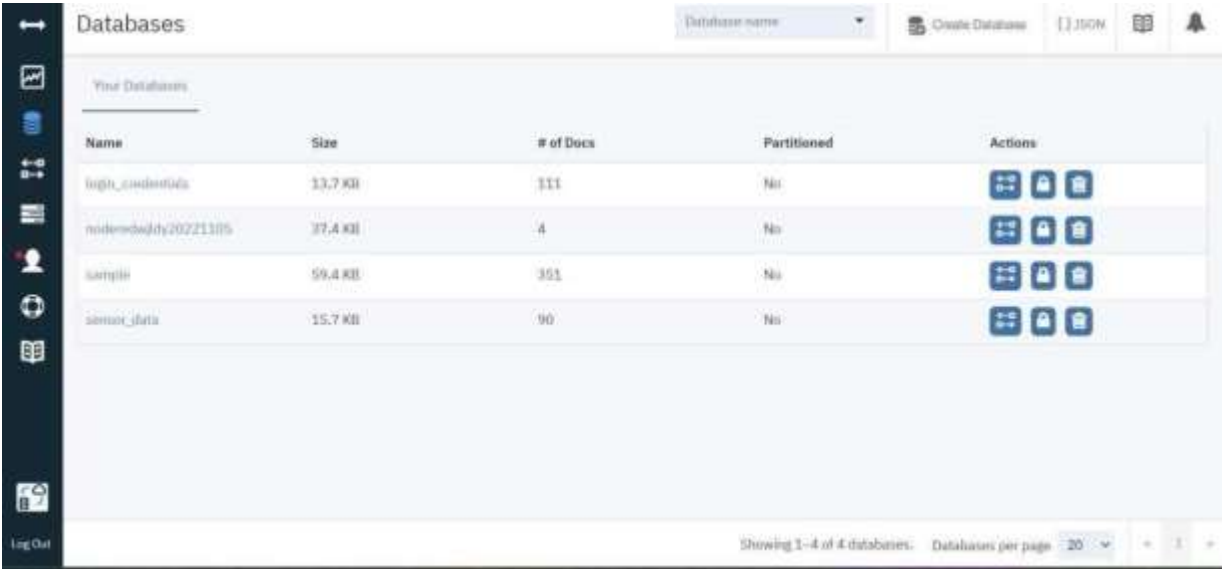 Databases
Database name
Create Database
{ } JSON
Your Databases
Name Size # of Docs Partitioned Actions
login_credentials 13.7 KB 111 No
37.4 KB 4 No
sample 59.4 KB 351 No
sensor_data 15.7 KB 90 No
Log Out
Showing 1–4 of 4 databases. Databases per page 20 « 1 »